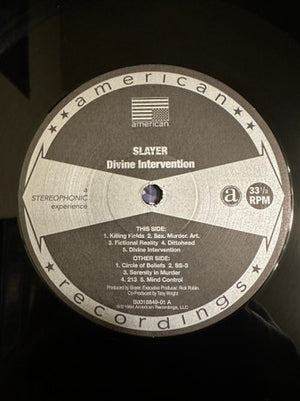 american
american
SLAYER
Divine Intervention
a
STEREOPHONIC
experience
a
33 1/3
RPM
THIS SIDE:
1. Killing Fields 2. Sex. Murder. Art.
3. Fictional Reality 4. Dittohead
5. Divine Intervention
OTHER SIDE:
1. Circle of Beliefs 2. SS-3
3. Serenity in Murder
4. 213 5. Mind Control
Produced by Slayer. Executive Producer: Rick Rubin.
Co-Produced by Toby Wright
B0018849-01 A
℗©1994 American Recordings, LLC
recordings